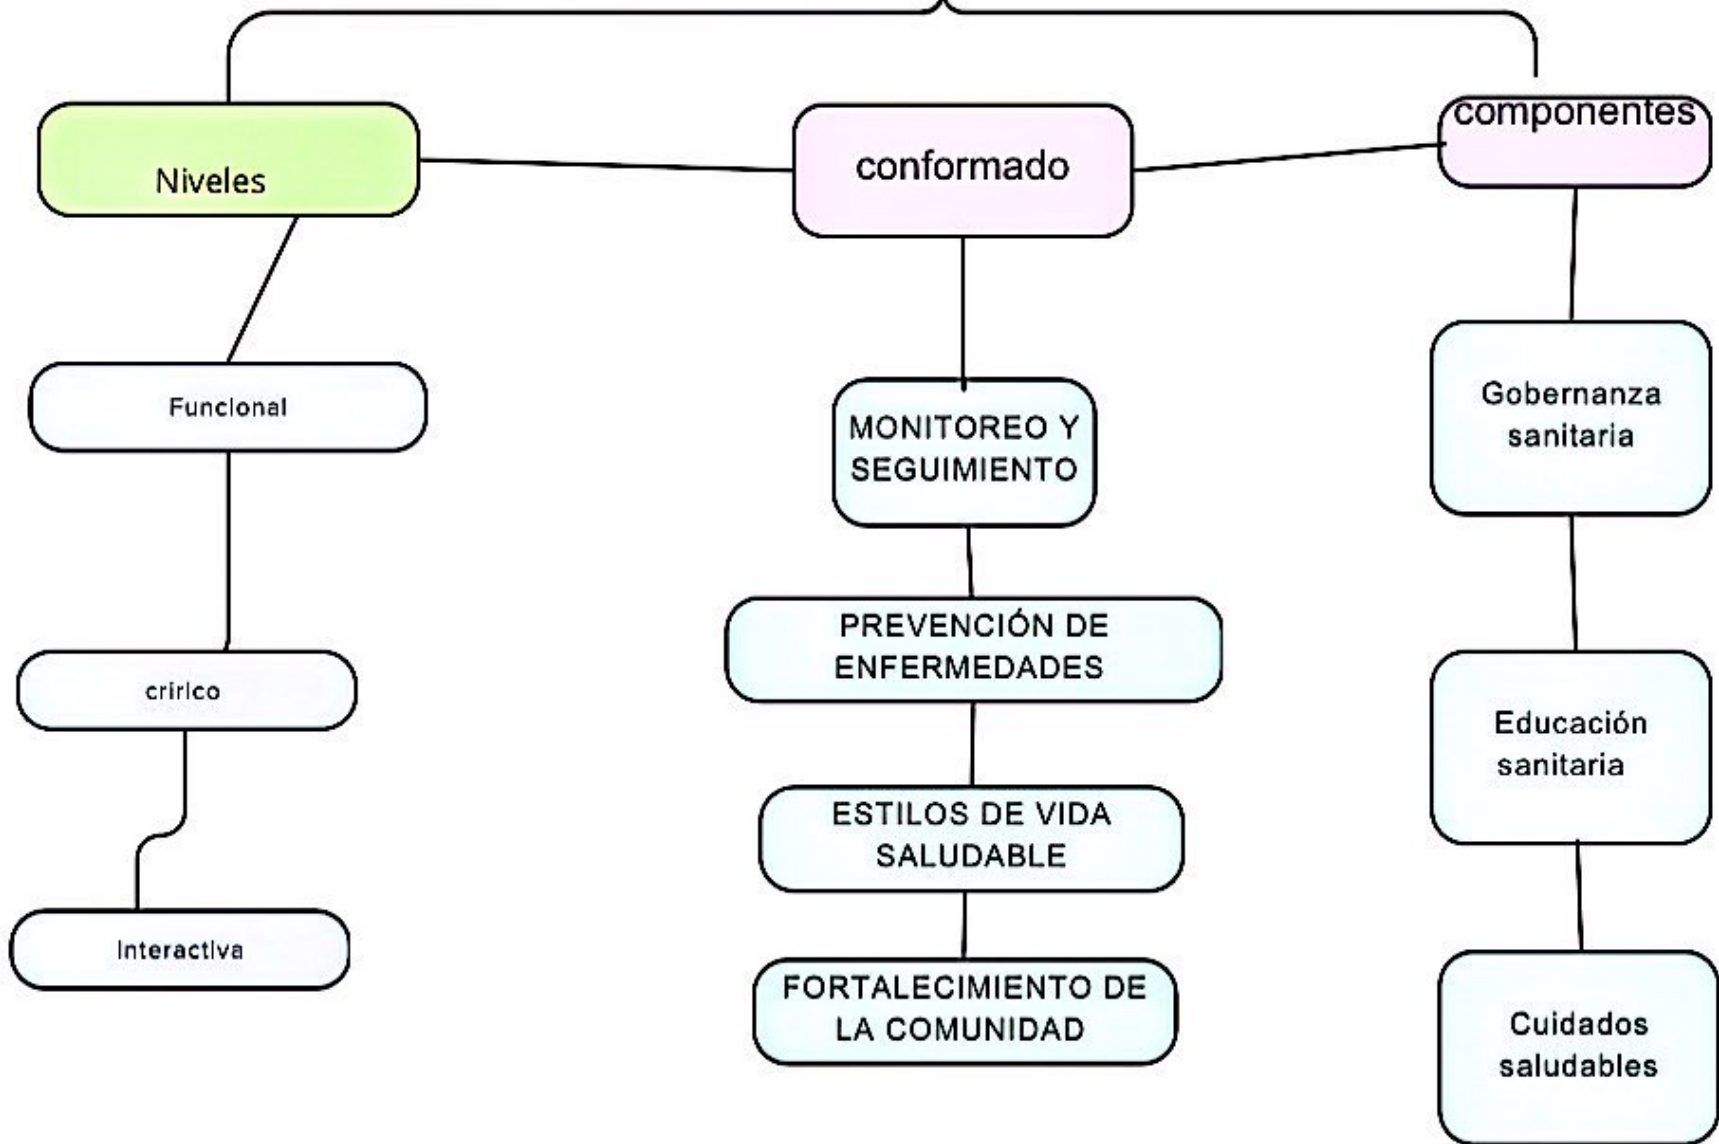 Niveles
conformado
componentes
Funcional
cririco
Interactiva
MONITOREO Y
SEGUIMIENTO
PREVENCIÓN DE
ENFERMEDADES
ESTILOS DE VIDA
SALUDABLE
FORTALECIMIENTO DE
LA COMUNIDAD
Gobernanza
sanitaria
Educación
sanitaria
Cuidados
saludables